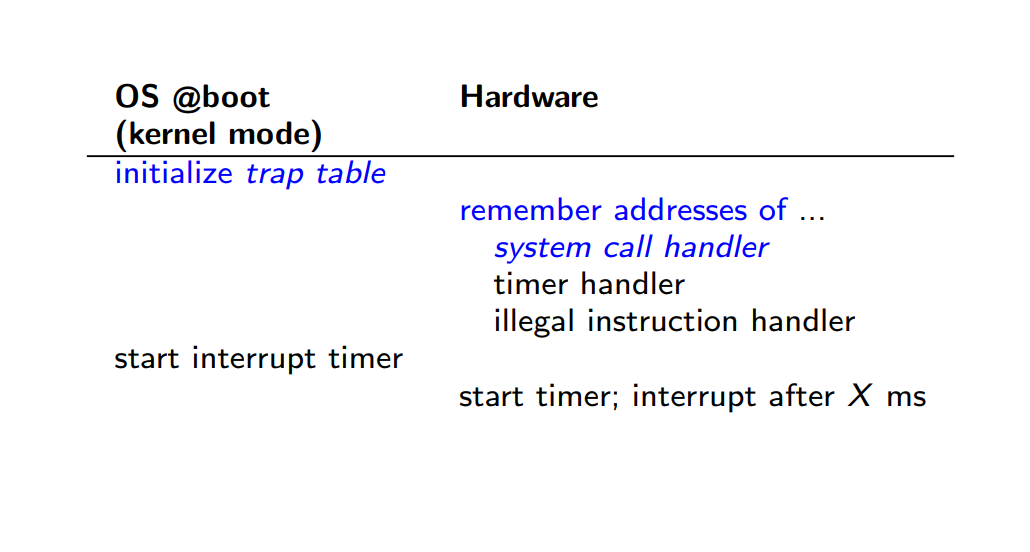 OS @boot Hardware
(kernel mode)
initialize trap table
remember addresses of ...
system call handler
timer handler
illegal instruction handler
start interrupt timer
start timer; interrupt after X ms